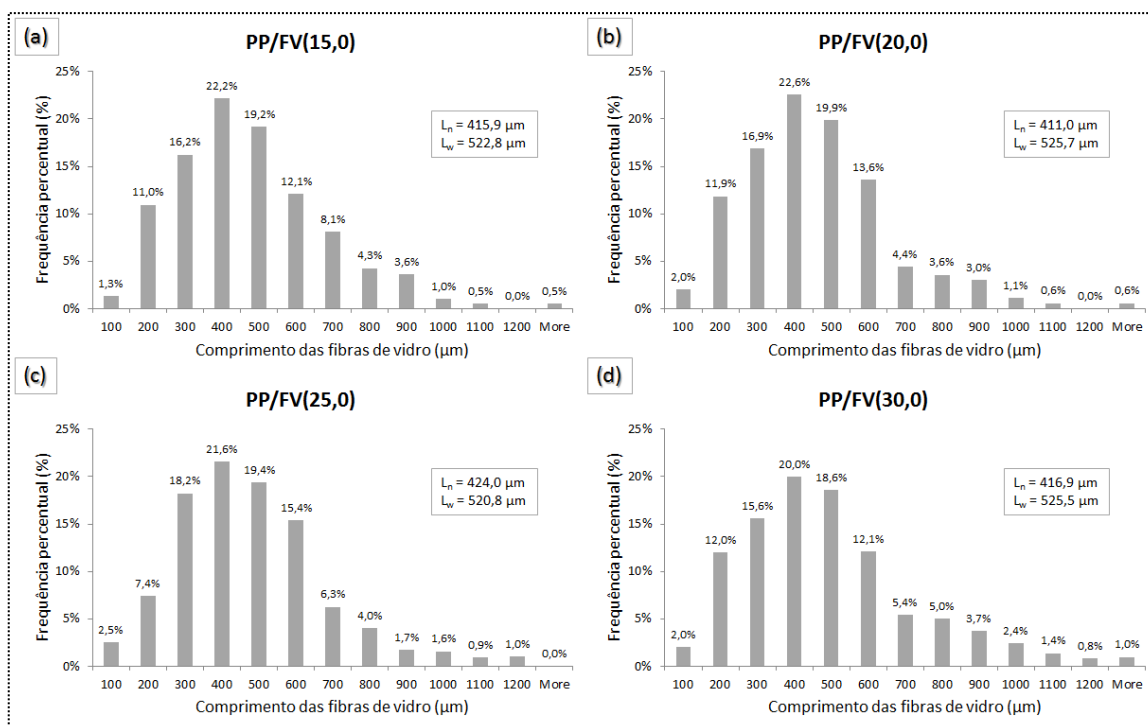 (a)
PP/FV(15,0)
Frequência percentual (%)
25%
20%
15%
10%
5%
0%
1,3%
11,0%
16,2%
22,2%
19,2%
12,1%
8,1%
4,3%
3,6%
1,0%
0,5%
0,0%
0,5%
Ln = 415,9 µm
Lw = 522,8 µm
100 200 300 400 500 600 700 800 900 1000 1100 1200 More
Comprimento das fibras de vidro (µm)
(b)
PP/FV(20,0)
Frequência percentual (%)
25%
20%
15%
10%
5%
0%
2,0%
11,9%
16,9%
22,6%
19,9%
13,6%
4,4%
3,6%
3,0%
1,1%
0,6%
0,0%
0,6%
Ln = 411,0 µm
Lw = 525,7 µm
100 200 300 400 500 600 700 800 900 1000 1100 1200 More
Comprimento das fibras de vidro (µm)
(c)
PP/FV(25,0)
Frequência percentual (%)
25%
20%
15%
10%
5%
0%
2,5%
7,4%
18,2%
21,6%
19,4%
15,4%
6,3%
4,0%
1,7%
1,6%
0,9%
1,0%
0,0%
Ln = 424,0 µm
Lw = 520,8 µm
100 200 300 400 500 600 700 800 900 1000 1100 1200 More
Comprimento das fibras de vidro (µm)
(d)
PP/FV(30,0)
Frequência percentual (%)
25%
20%
15%
10%
5%
0%
2,0%
12,0%
15,6%
20,0%
18,6%
12,1%
5,4%
5,0%
3,7%
2,4%
1,4%
0,8%
1,0%
Ln = 416,9 µm
Lw = 525,5 µm
100 200 300 400 500 600 700 800 900 1000 1100 1200 More
Comprimento das fibras de vidro (µm)